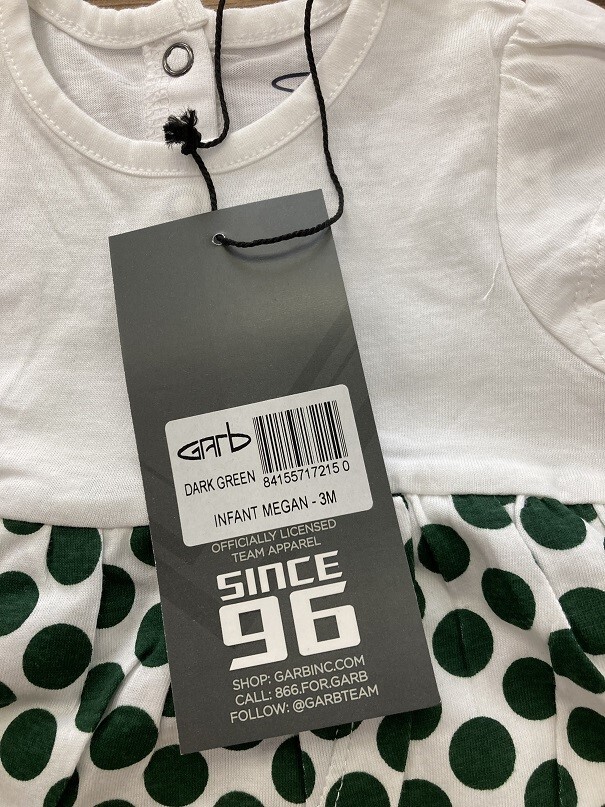 GARb
DARK GREEN 84155717215 0
INFANT MEGAN - 3M
OFFICIALLY LICENSED
TEAM APPAREL
SINCE
96
SHOP: GARBINC.COM
CALL: 866.FOR.GARB
FOLLOW: @GARBTEAM